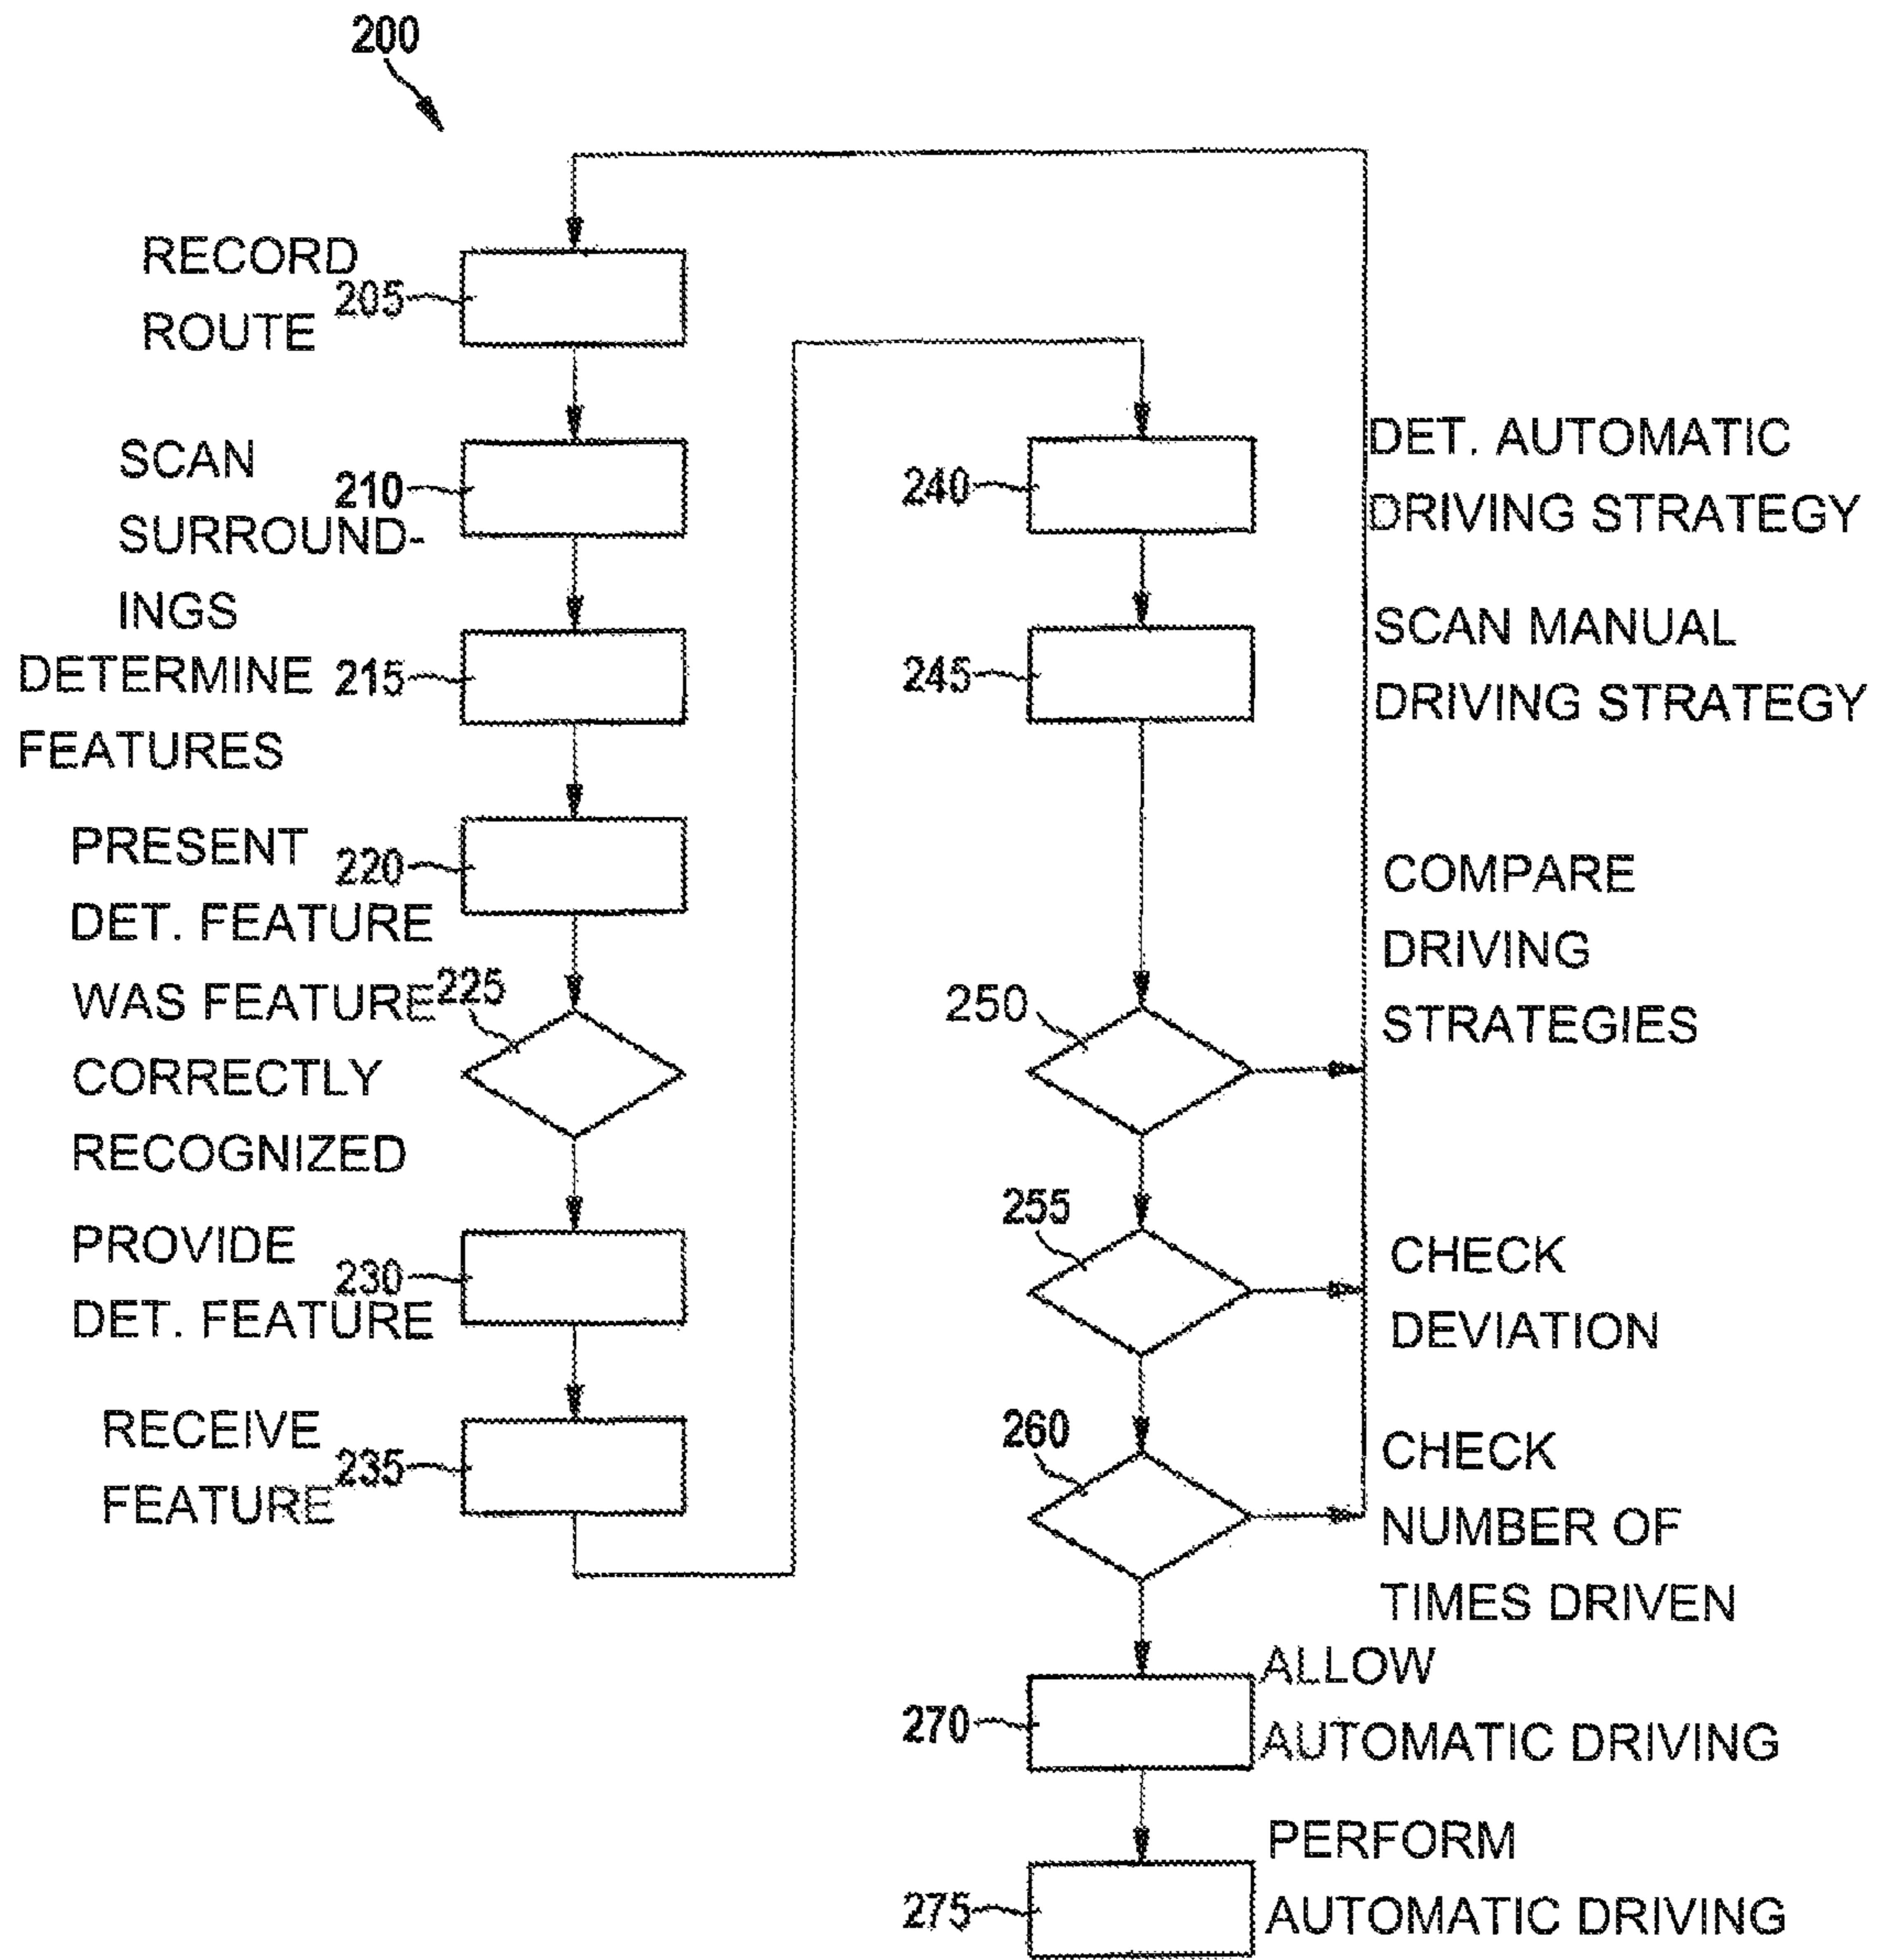 200
RECORD
ROUTE
205
SCAN
SURROUND-
INGS
210
DETERMINE
FEATURES
215
PRESENT
DET. FEATURE
220
WAS FEATURE
CORRECTLY
RECOGNIZED
225
PROVIDE
DET. FEATURE
230
RECEIVE
FEATURE
235
240
DET. AUTOMATIC
DRIVING STRATEGY
245
SCAN MANUAL
DRIVING STRATEGY
250
COMPARE
DRIVING
STRATEGIES
255
CHECK
DEVIATION
260
CHECK
NUMBER OF
TIMES DRIVEN
270
ALLOW
AUTOMATIC DRIVING
275
PERFORM
AUTOMATIC DRIVING